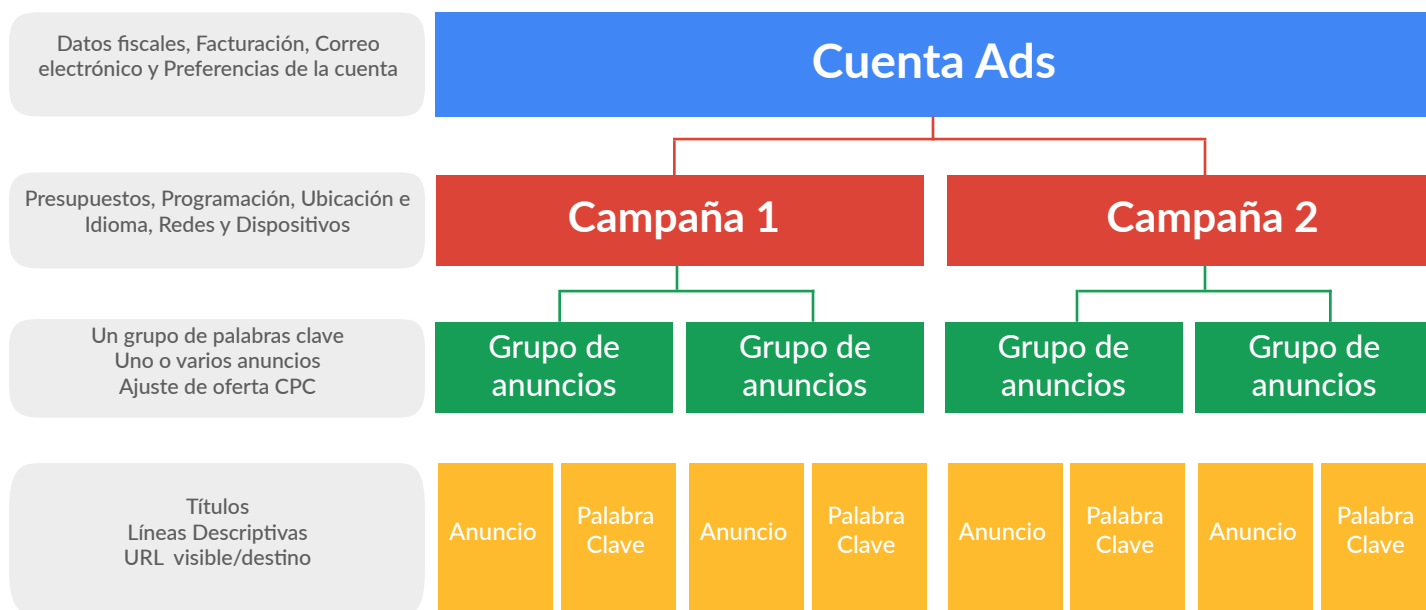 Datos fiscales, Facturación, Correo
electrónico y Preferencias de la cuenta
Cuenta Ads
Presupuestos, Programación, Ubicación e
Idioma, Redes y Dispositivos
Campaña 1
Campaña 2
Un grupo de palabras clave
Uno o varios anuncios
Ajuste de oferta CPC
Grupo de
anuncios
Grupo de
anuncios
Grupo de
anuncios
Grupo de
anuncios
Títulos
Líneas Descriptivas
URL visible/destino
Anuncio
Palabra
Clave
Anuncio
Palabra
Clave
Anuncio
Palabra
Clave
Anuncio
Palabra
Clave